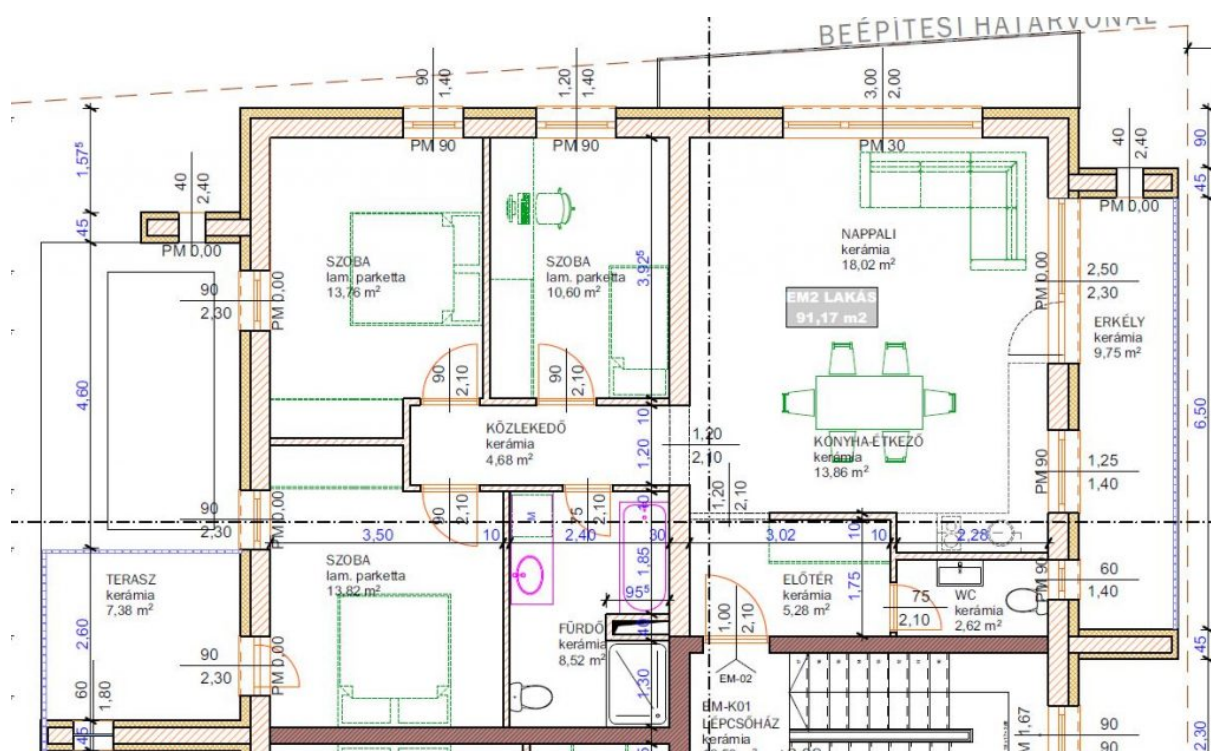 BEÉPÍTESI HATÁRVONAL
90
1,40
1,20
1,40
3,00
2,00
40
2,40
40
2,40
1,57⁵
45
90
45
PM 90
PM 90
PM 30
PM 0,00
PM 0,00
SZOBA
lam. parketta
13,76 m²
SZOBA
lam. parketta
10,60 m²
3,92⁵
NAPPALI
kerámia
18,02 m²
EM2 LAKÁS
91,17 m2
PM 0,00
2,50
2,30
ERKÉLY
kerámia
9,75 m²
90
2,30
PM 0,00
4,60
90
2,10
90
2,10
10
6,50
KÖZLEKEDŐ
kerámia
4,68 m²
1,20
1,20
2,10
KONYHA-ÉTKEZŐ
kerámia
13,86 m²
PM 90
1,25
1,40
1,20
2,10
90
2,30
PM 0,00
90
2,10
75
2,10
3,50
10
2,40
30
3,02
10
10
2,28
SZOBA
lam. parketta
13,82 m²
1,85
95⁵
1,75
ELŐTÉR
kerámia
5,28 m²
75
2,10
WC
kerámia
2,62 m²
PM 90
60
1,40
TERASZ
kerámia
7,38 m²
2,60
FÜRDŐ
kerámia
8,52 m²
1,00
2,10
45
90
2,30
PM 0,00
1,30
EM-02
60
1,80
45
EM-K01
LÉPCSŐHÁZ
kerámia
PM 1,67
90
90
2,30